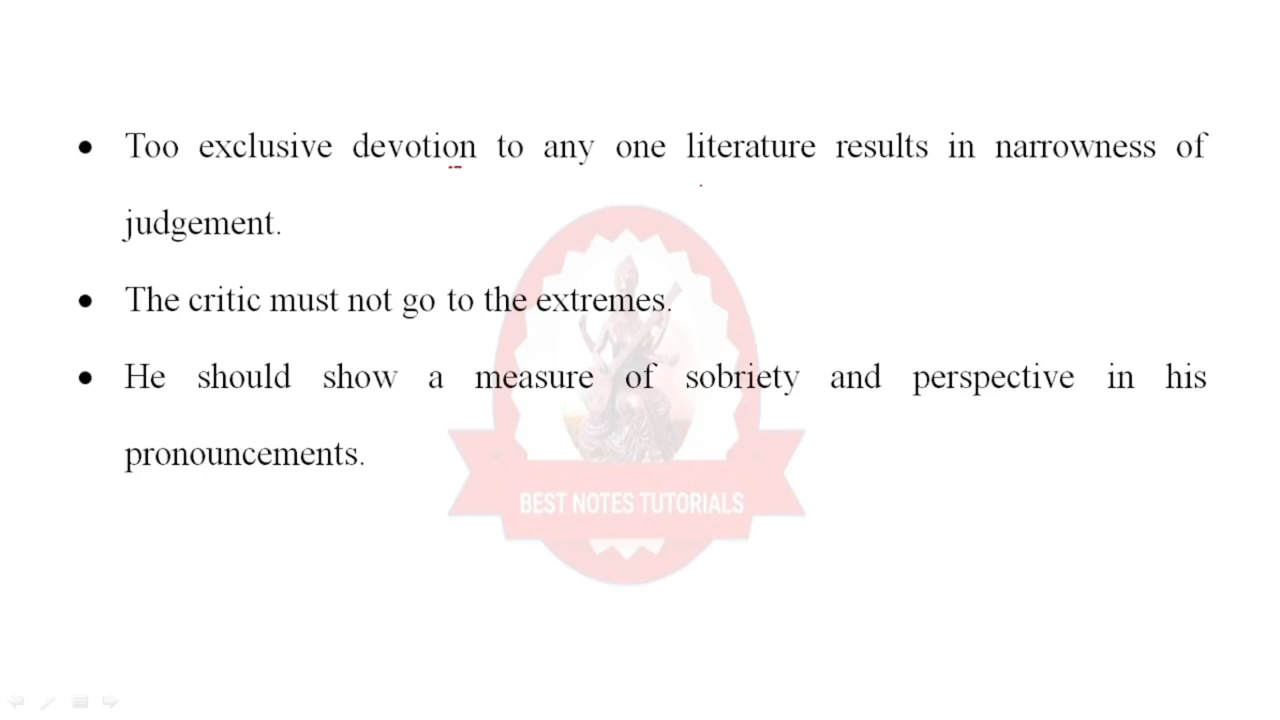 • Too exclusive devotion to any one literature results in narrowness of
judgement.
• The critic must not go to the extremes.
• He should show a measure of sobriety and perspective in his
pronouncements.
BEST NOTES TUTORIALS